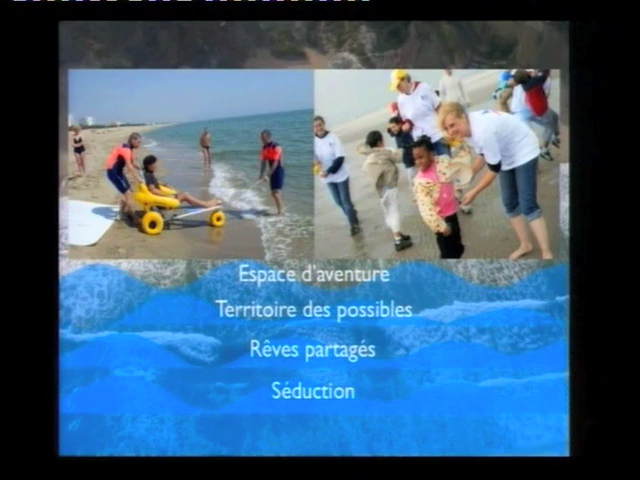 Espace d'aventure
Territoire des possibles
Rêves partagés
Séduction